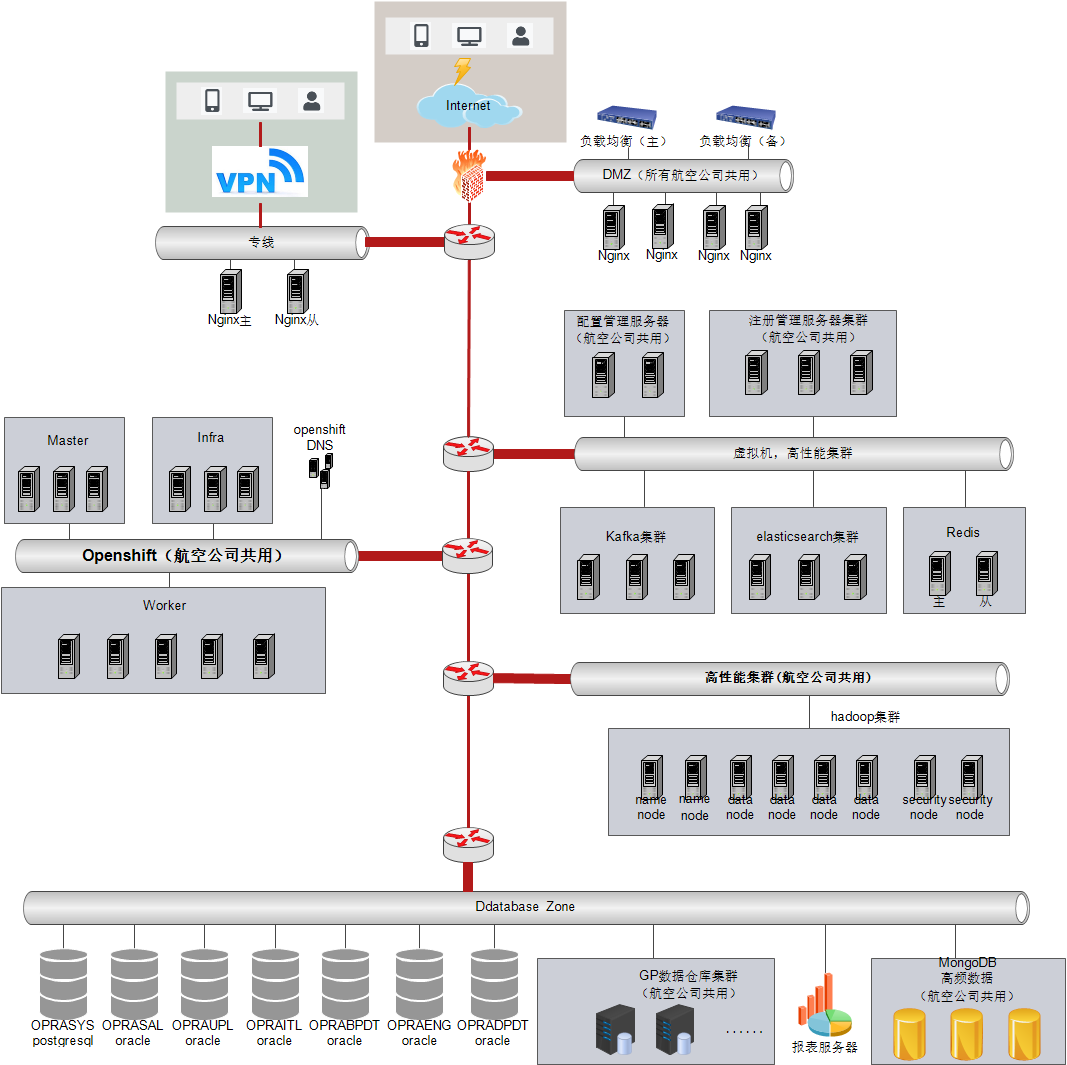 Internet
VPN
负载均衡（主）
负载均衡（备）
DMZ（所有航空公司共用）
Nginx
Nginx
Nginx
Nginx
专线
Nginx主
Nginx从
配置管理服务器
（航空公司共用）
注册管理服务器集群
（航空公司共用）
虚拟机，高性能集群
Master
Infra
openshift
DNS
Openshift（航空公司共用）
Worker
Kafka集群
elasticsearch集群
Redis
主
从
高性能集群(航空公司共用)
hadoop集群
name
node
name
node
data
node
data
node
data
node
data
node
security
node
security
node
Ddatabase Zone
OPRASYS
postgresql
OPRASAL
oracle
OPRAUPL
oracle
OPRAITL
oracle
OPRABPDT
oracle
OPRAENG
oracle
OPRADPDT
oracle
GP数据仓库集群
（航空公司共用）
......
报表服务器
MongoDB
高频数据
（航空公司共用）